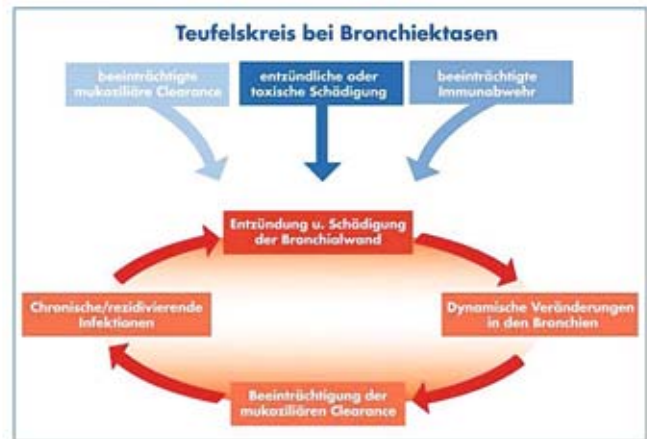 Teufelskreis bei Bronchiektasen
beeinträchtigte
mukoziliäre Clearance
entzündliche oder
toxische Schädigung
beeinträchtigte
Immunabwehr
Entzündung u. Schädigung
der Bronchialwand
Chronische/rezidivierende
Infektionen
Dynamische Veränderungen
in den Bronchien
Beeinträchtigung der
mukoziliären Clearance